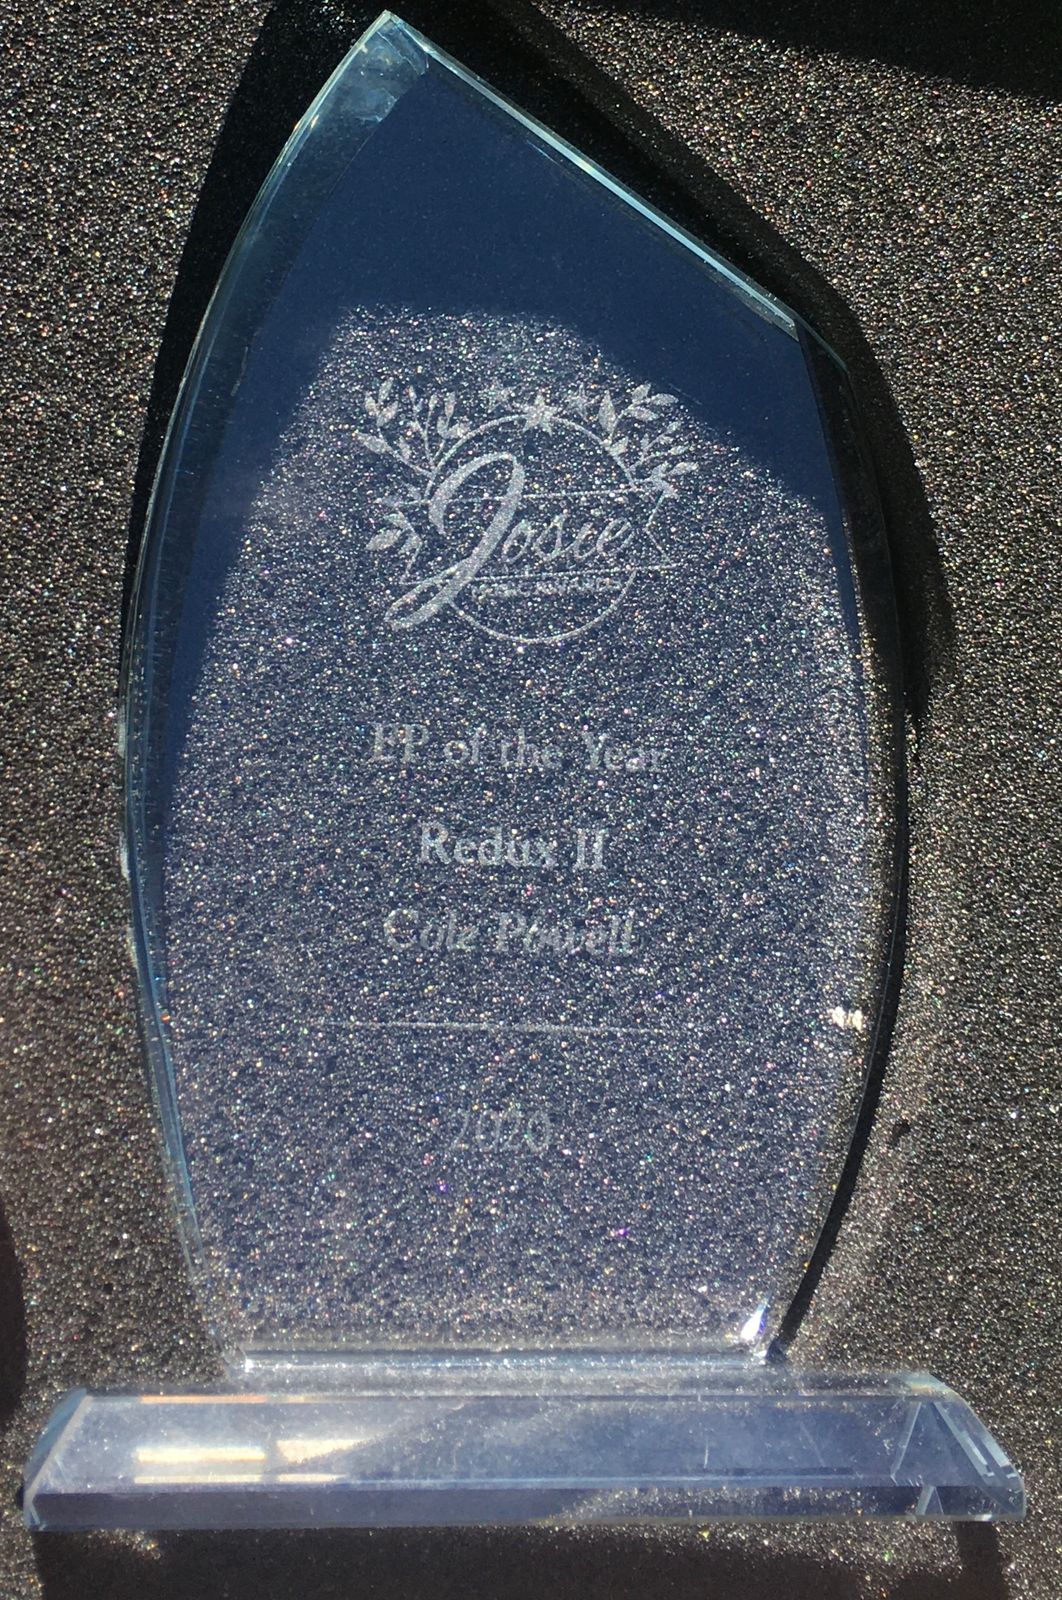 Josie
EP of the Year
Redux II
Cole Powell
2020